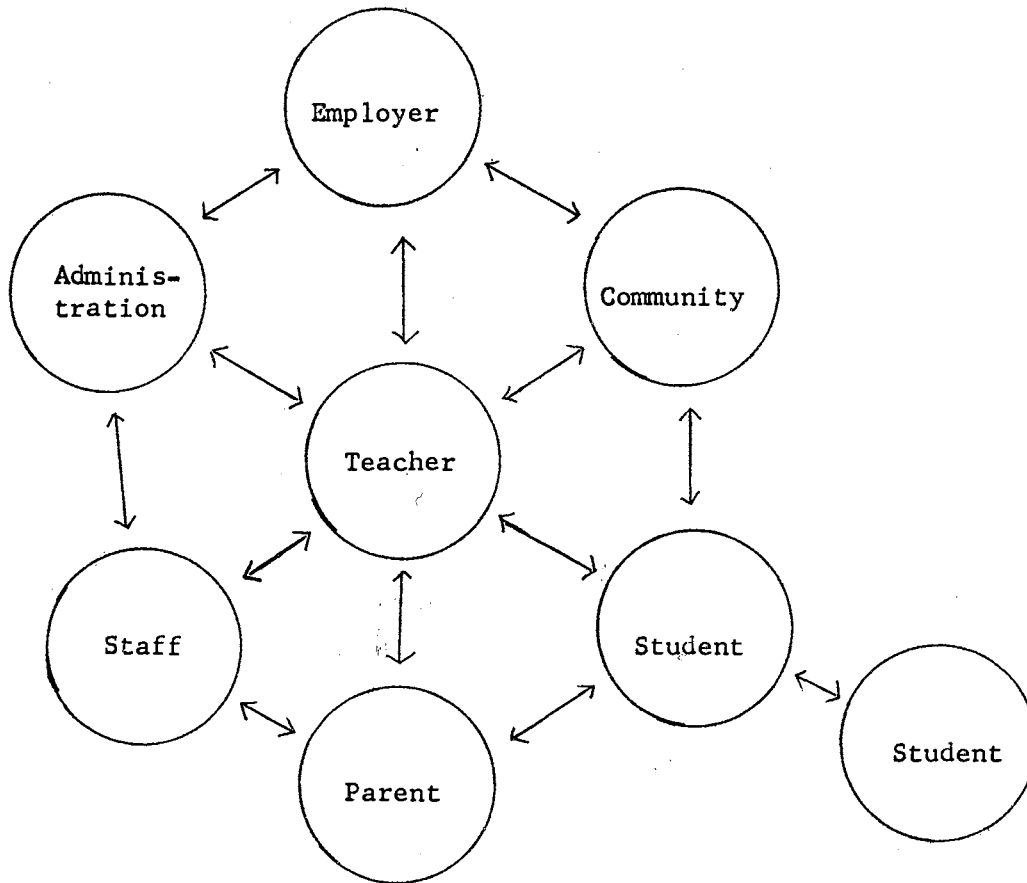 Employer
Adminis-
tration
Community
Teacher
Staff
Student
Student
Parent